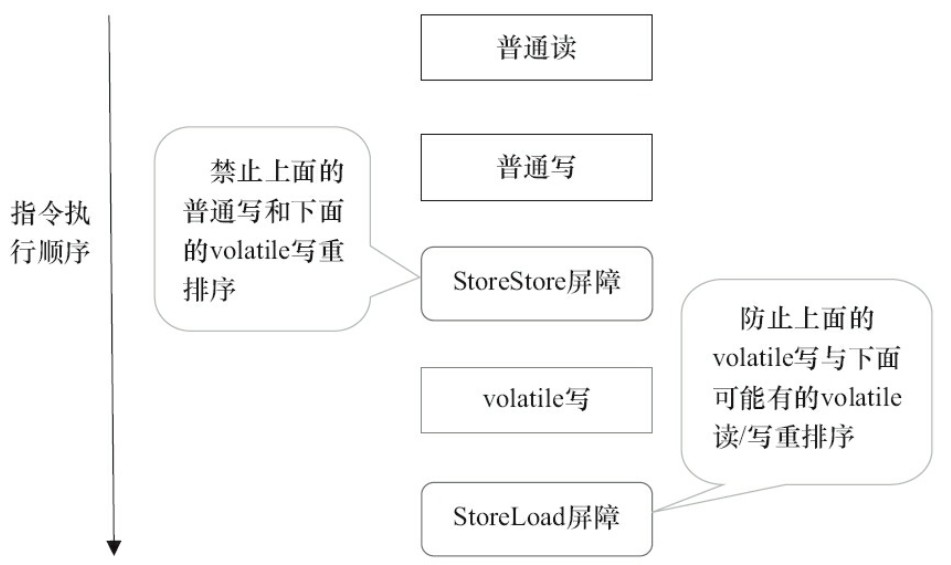 普通读
普通写
禁止上面的
普通写和下面
的volatile写重
排序
指令执
行顺序
StoreStore屏障
防止上面的
volatile写与下面
可能有的volatile
读/写重排序
volatile写
StoreLoad屏障